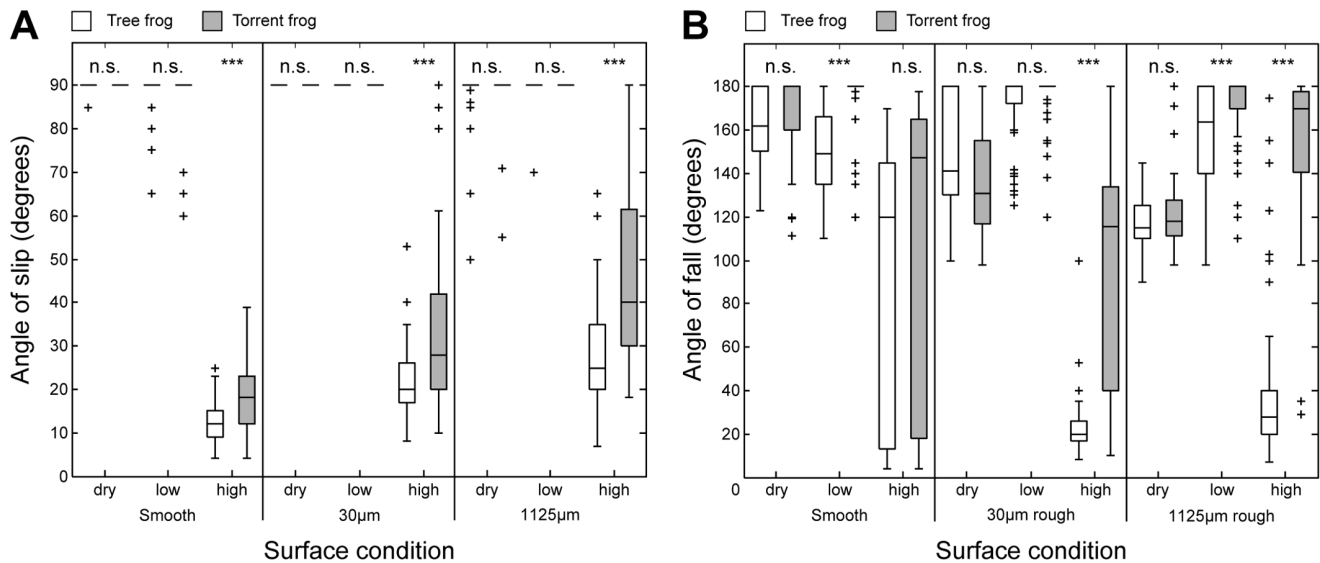 A
Tree frog
Torrent frog
n.s. n.s. *** n.s. n.s. *** n.s. n.s. ***
90
80
70
60
50
40
30
20
10
0
Angle of slip (degrees)
dry low high dry low high dry low high
Smooth 30µm 1125µm
Surface condition
B
Tree frog
Torrent frog
n.s. *** n.s. n.s. n.s. *** n.s. *** ***
180
160
140
120
100
80
60
40
20
0
Angle of fall (degrees)
dry low high dry low high dry low high
Smooth 30µm rough 1125µm rough
Surface condition